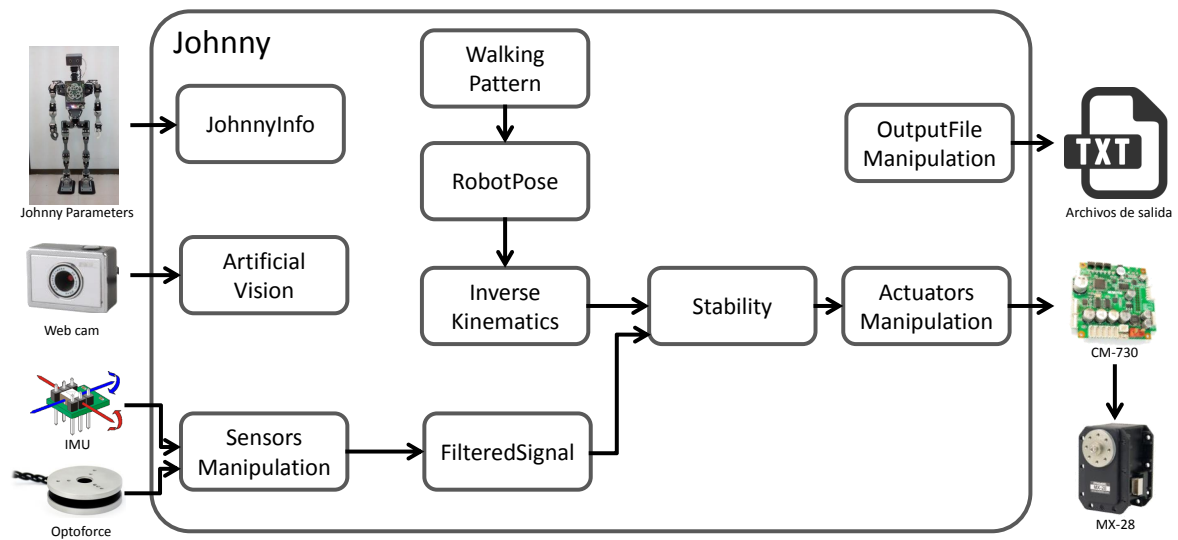 Johnny
Walking
Pattern
JohnnyInfo
OutputFile
Manipulation
TXT
RobotPose
Johnny Parameters
Archivos de salida
Artificial
Vision
Inverse
Kinematics
Stability
Actuators
Manipulation
Web cam
CM-730
IMU
Sensors
Manipulation
FilteredSignal
Optoforce
MX-28